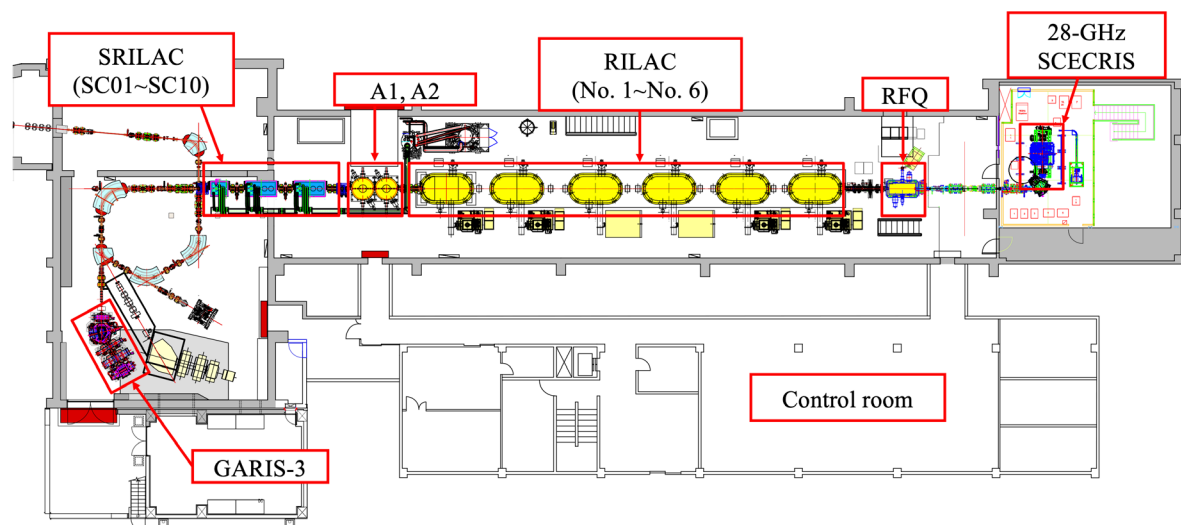 SRILAC
(SC01~SC10)
A1, A2
RILAC
(No. 1~No. 6)
RFQ
28-GHz
SCECRIS
Control room
GARIS-3